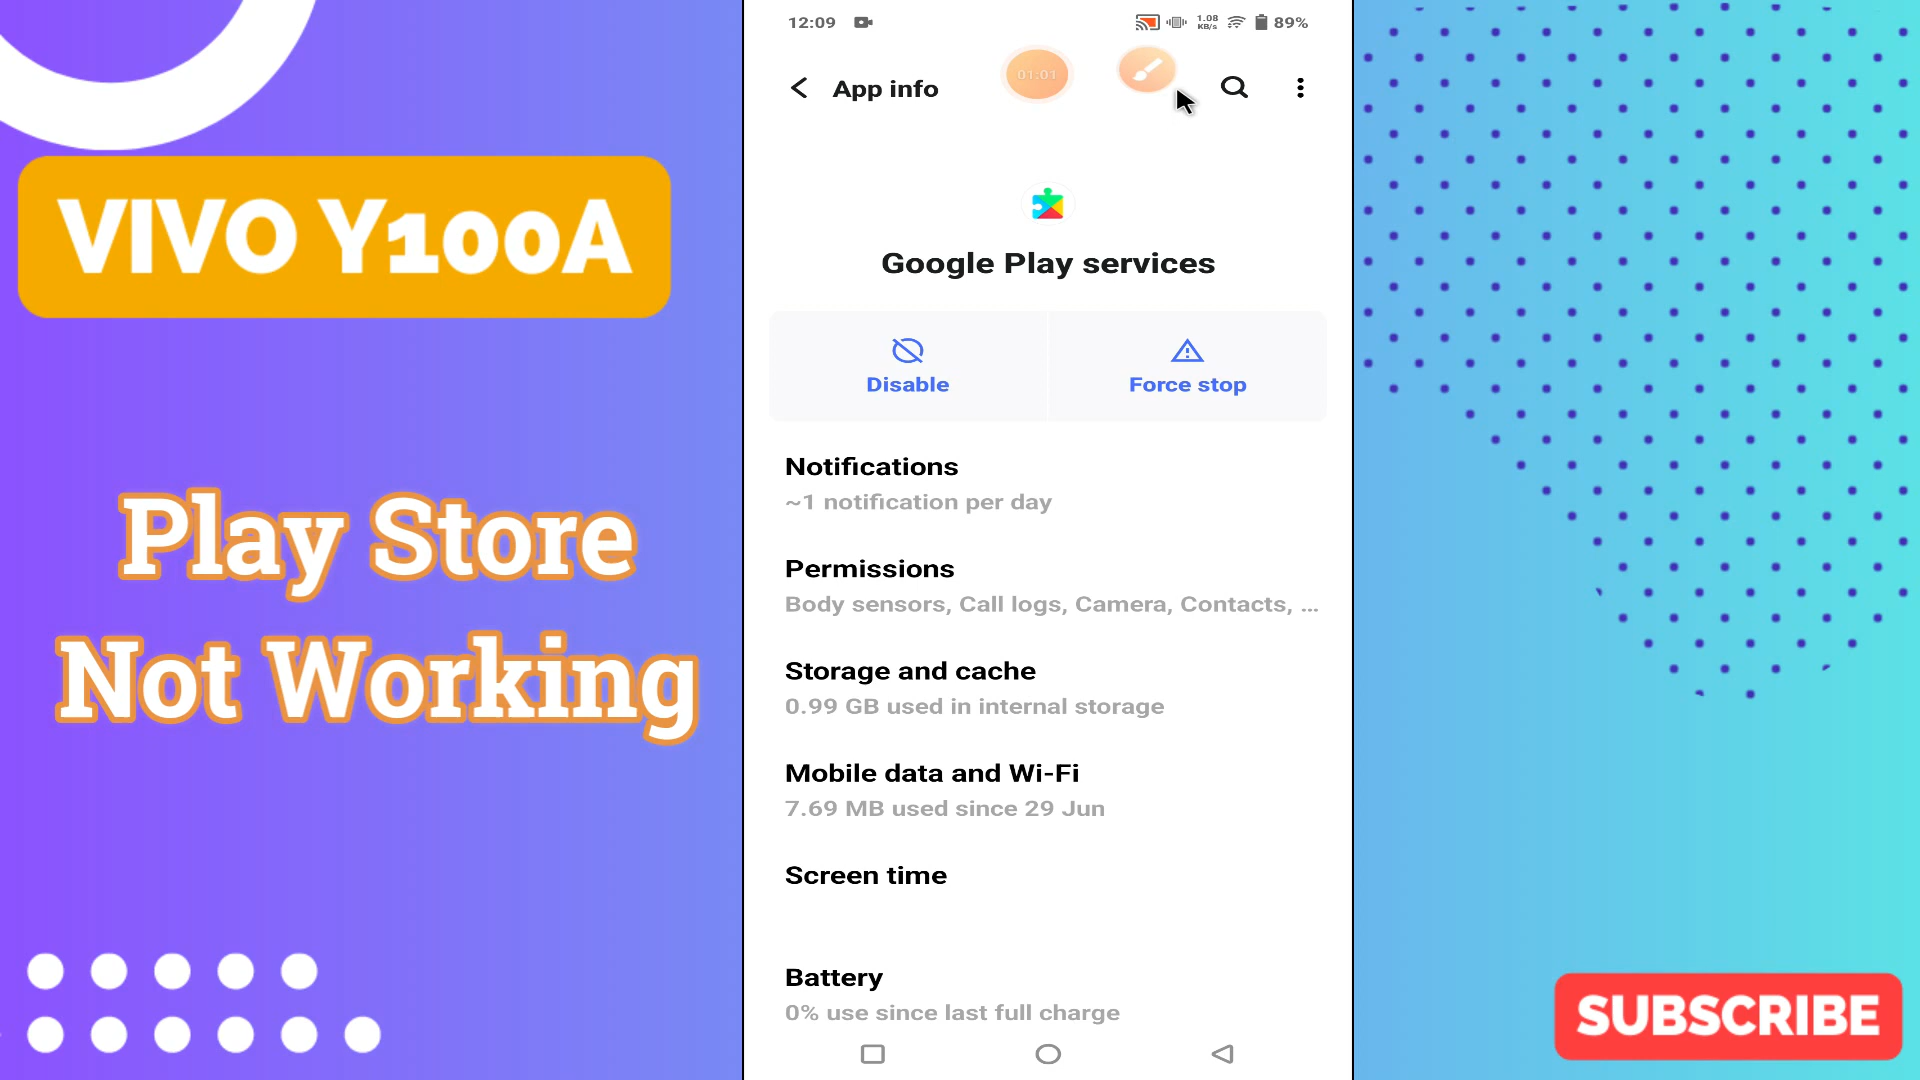 VIVO Y100A
Play Store
Not Working
12:09
1.08
KB/s
89%
App info
01:01
Google Play services
Disable
Force stop
Notifications
~1 notification per day
Permissions
Body sensors, Call logs, Camera, Contacts, ...
Storage and cache
0.99 GB used in internal storage
Mobile data and Wi-Fi
7.69 MB used since 29 Jun
Screen time
Battery
0% use since last full charge
SUBSCRIBE